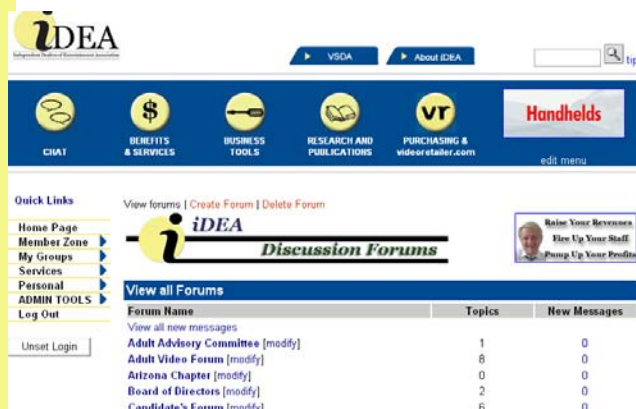 iDEA
Independent Dealers of Entertainment Association
VSDA
About iDEA
tip
CHAT
BENEFITS
& SERVICES
BUSINESS
TOOLS
RESEARCH AND
PUBLICATIONS
vr
PURCHASING &
videoretailer.com
Handhelds
edit menu
Quick Links
Home Page
Member Zone
My Groups
Services
Personal
ADMIN TOOLS
Log Out
Unset Login
View forums | Create Forum | Delete Forum
iDEA
Discussion Forums
Raise Your Revenues
Fire Up Your Staff
Pump Up Your Profits
View all Forums
Forum Name Topics New Messages
View all new messages
Adult Advisory Committee [modify] 1 0
Adult Video Forum [modify] 8 0
Arizona Chapter [modify] 0 0
Board of Directors [modify] 2 0
Candidate's Forum [modify] 6 0